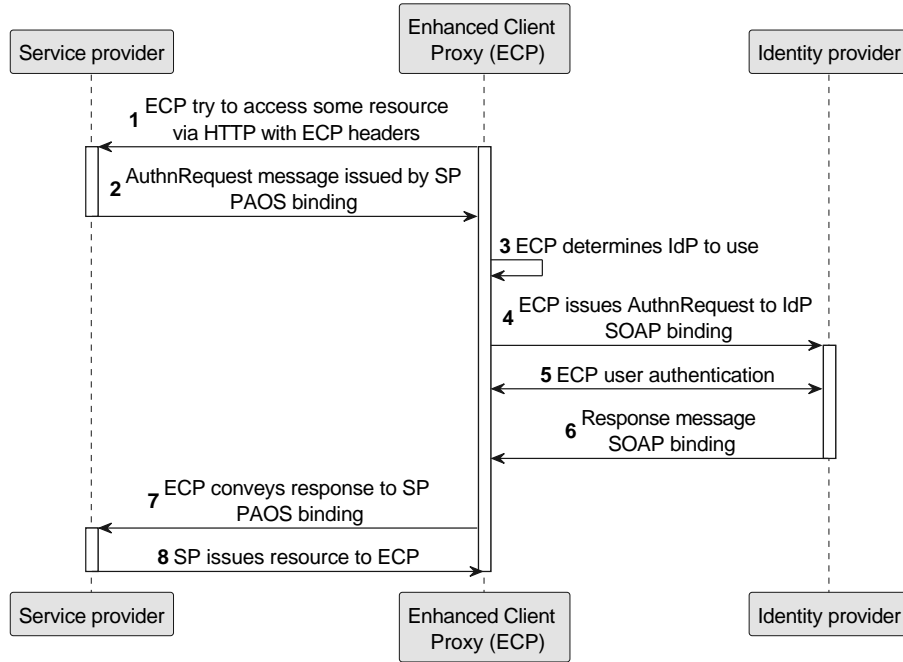 Service provider
Enhanced Client
Proxy (ECP)
Identity provider
1 ECP try to access some resource
via HTTP with ECP headers
2 AuthnRequest message issued by SP
PAOS binding
3 ECP determines IdP to use
4 ECP issues AuthnRequest to IdP
SOAP binding
5 ECP user authentication
6 Response message
SOAP binding
7 ECP conveys response to SP
PAOS binding
8 SP issues resource to ECP
Service provider
Enhanced Client
Proxy (ECP)
Identity provider